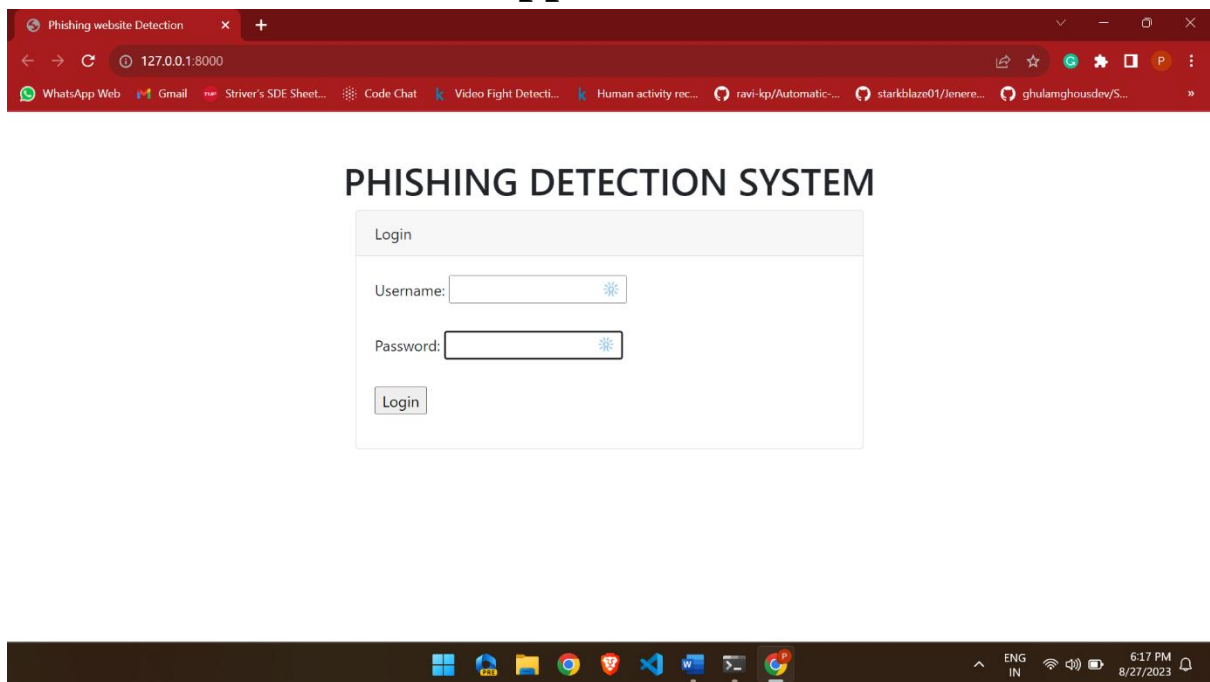 Phishing website Detection
127.0.0.1:8000
WhatsApp Web Gmail Striver's SDE Sheet... Code Chat Video Fight Detecti... Human activity rec... ravi-kp/Automatic-... starkblaze01/Jenere... ghulamghousdev/S... »
PHISHING DETECTION SYSTEM
Login
Username:
Password:
Login
ENG
IN
6:17 PM
8/27/2023